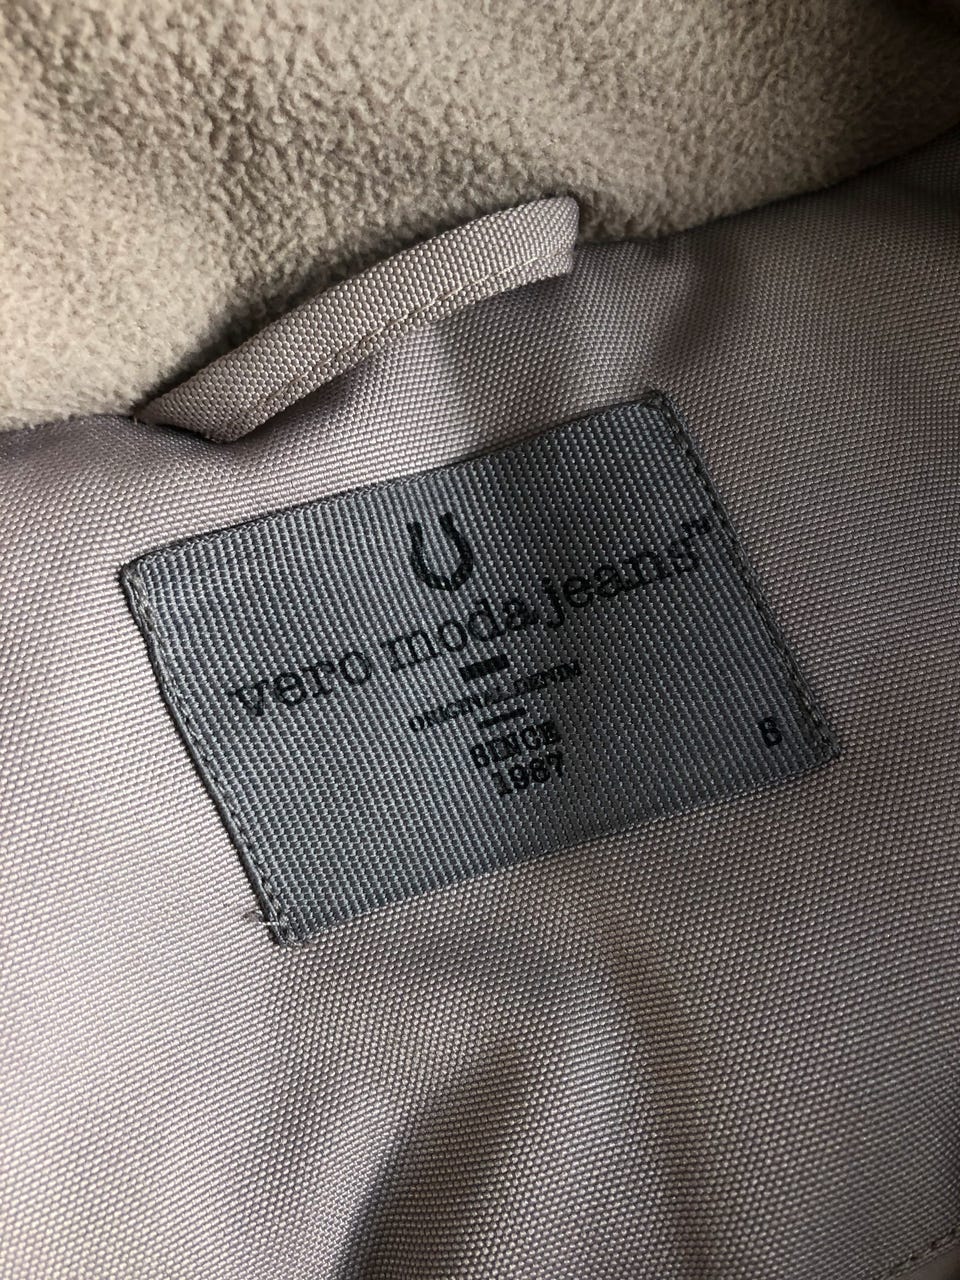 vero moda jeans™
ORIGINAL DENIM
SINCE
1987